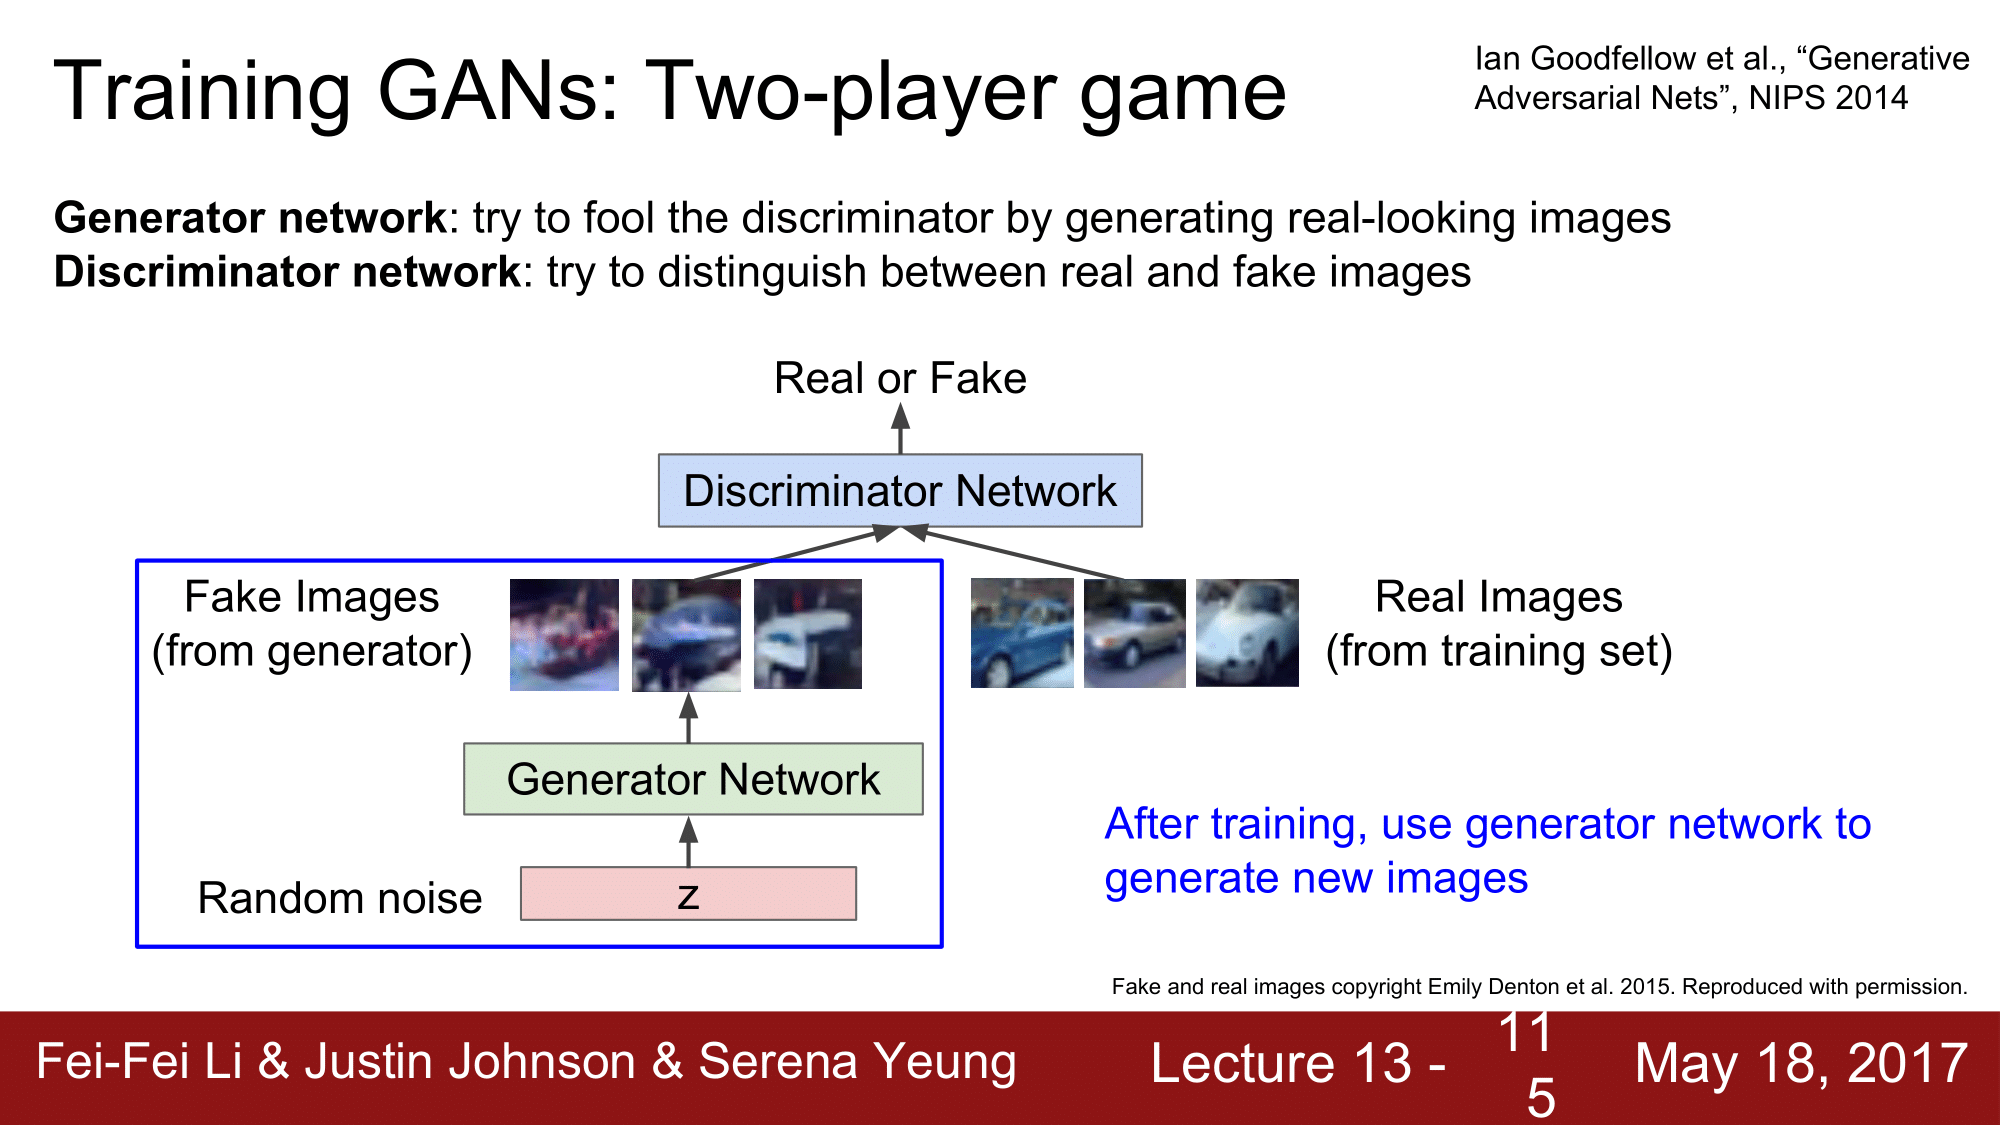 Training GANs: Two-player game
Ian Goodfellow et al., “Generative
Adversarial Nets”, NIPS 2014
Generator network: try to fool the discriminator by generating real-looking images
Discriminator network: try to distinguish between real and fake images
Real or Fake
Discriminator Network
Fake Images
(from generator)
Real Images
(from training set)
Generator Network
Random noise
z
After training, use generator network to
generate new images
Fake and real images copyright Emily Denton et al. 2015. Reproduced with permission.
Fei-Fei Li & Justin Johnson & Serena Yeung
Lecture 13 -
11
5
May 18, 2017